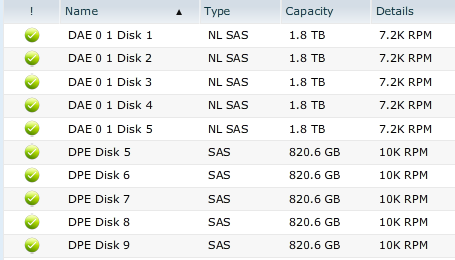 ! Name ▲ Type Capacity Details
DAE 0 1 Disk 1 NL SAS 1.8 TB 7.2K RPM
DAE 0 1 Disk 2 NL SAS 1.8 TB 7.2K RPM
DAE 0 1 Disk 3 NL SAS 1.8 TB 7.2K RPM
DAE 0 1 Disk 4 NL SAS 1.8 TB 7.2K RPM
DAE 0 1 Disk 5 NL SAS 1.8 TB 7.2K RPM
DPE Disk 5 SAS 820.6 GB 10K RPM
DPE Disk 6 SAS 820.6 GB 10K RPM
DPE Disk 7 SAS 820.6 GB 10K RPM
DPE Disk 8 SAS 820.6 GB 10K RPM
DPE Disk 9 SAS 820.6 GB 10K RPM